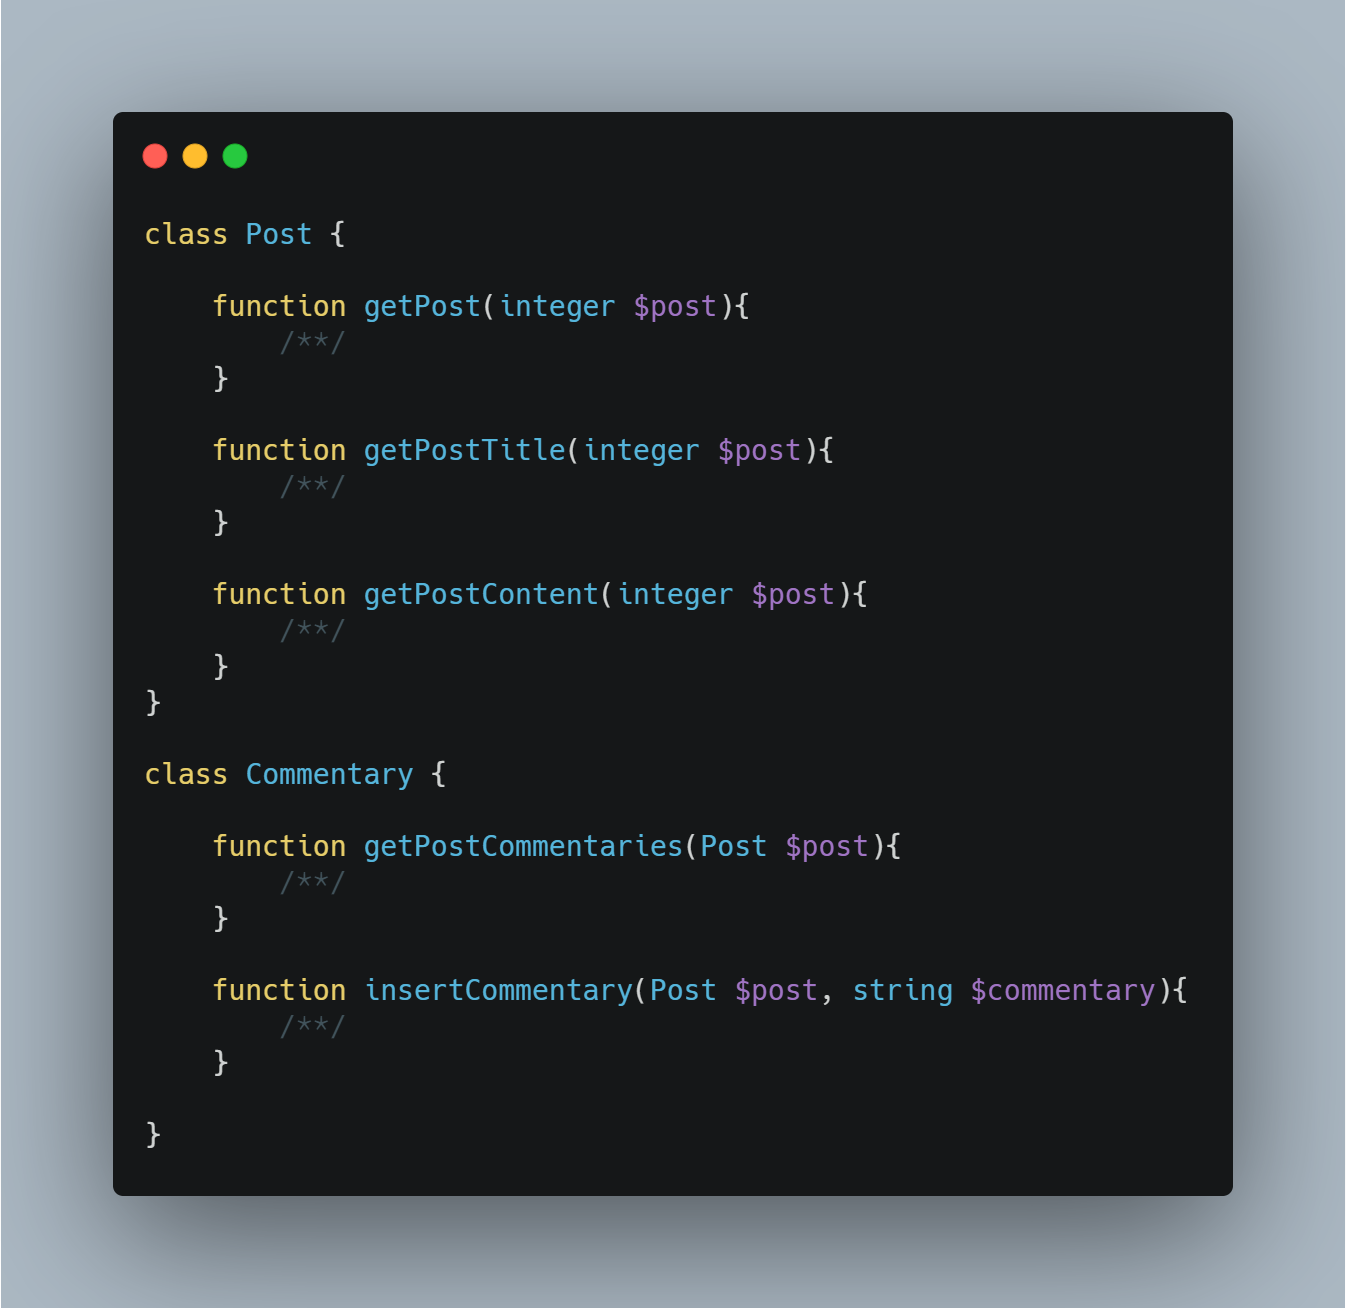 class Post {
    function getPost(integer $post){
        /**/
    }
    function getPostTitle(integer $post){
        /**/
    }
    function getPostContent(integer $post){
        /**/
    }
}
class Commentary {
    function getPostCommentaries(Post $post){
        /**/
    }
    function insertCommentary(Post $post, string $commentary){
        /**/
    }
}